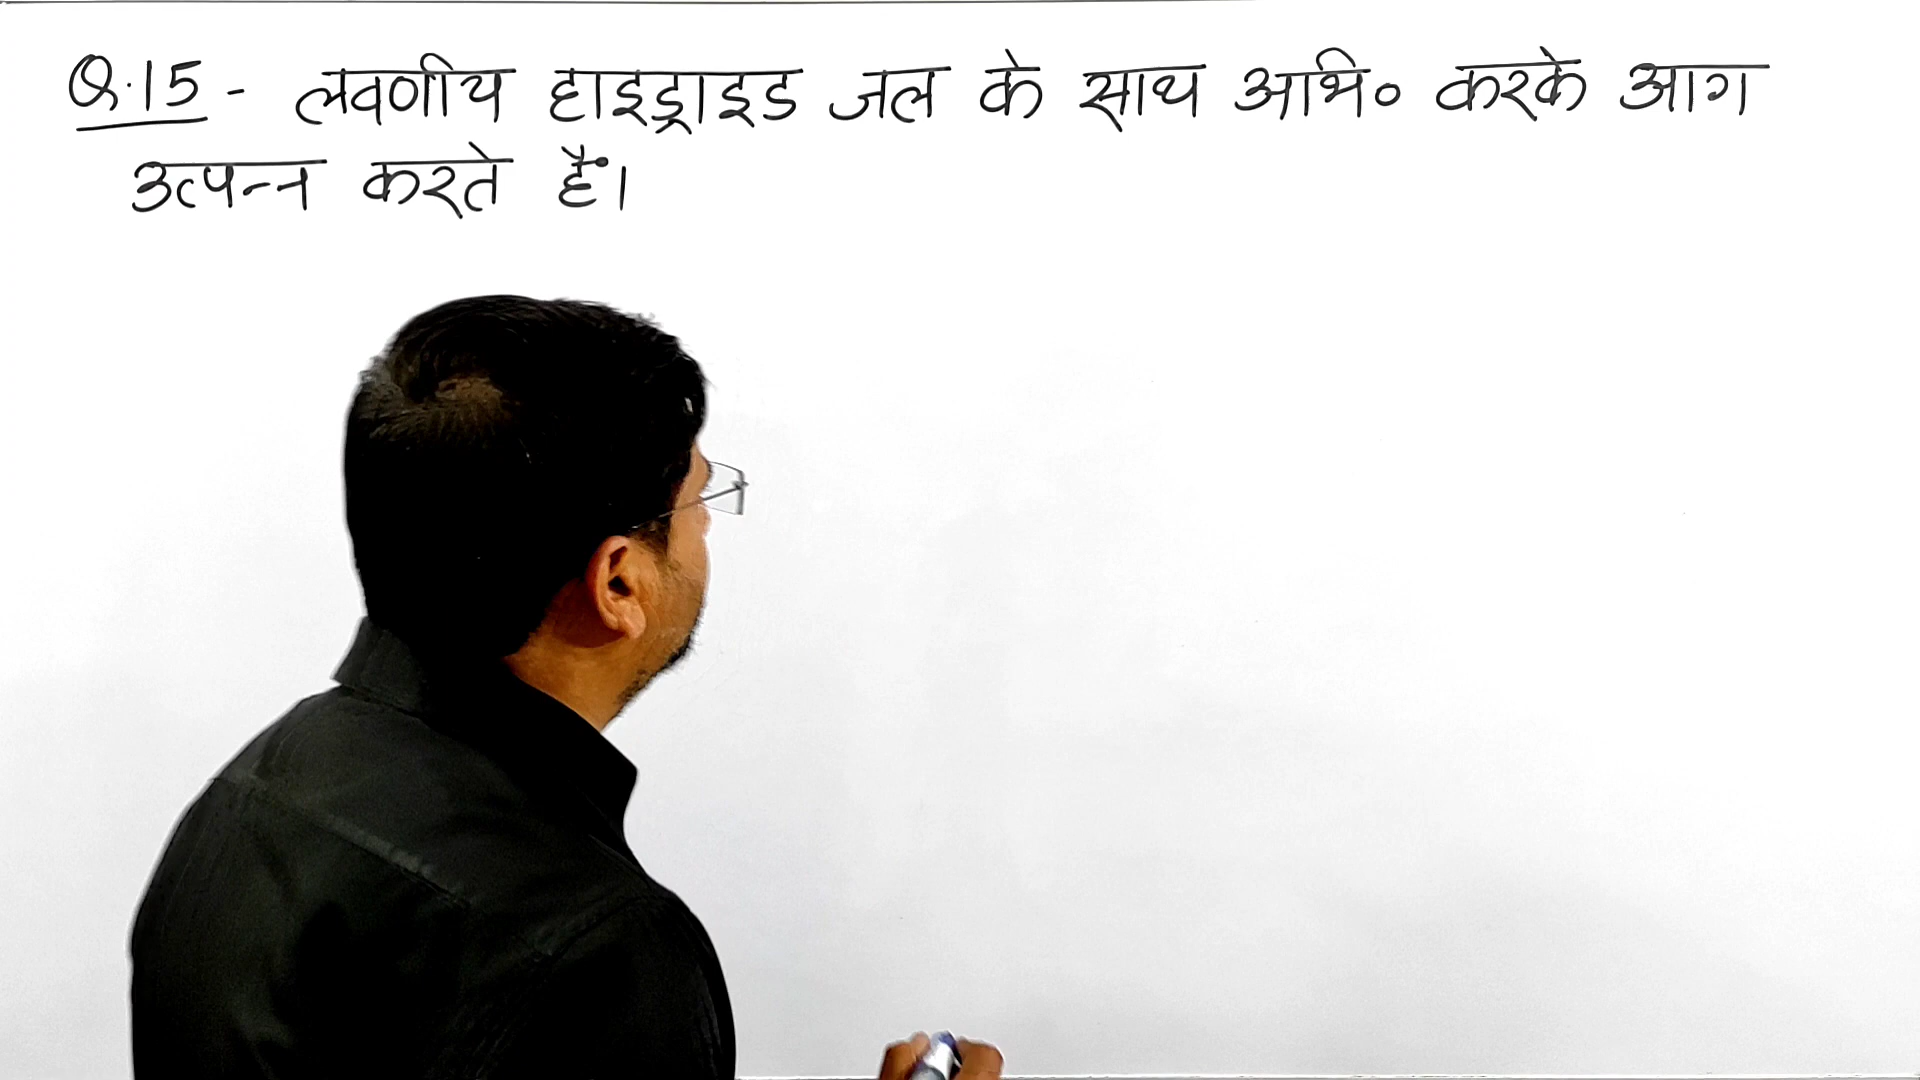 Q.15 - लवणीय हाइड्राइड जल के साथ अभि० करके आग
उत्पन्न करते हैं।